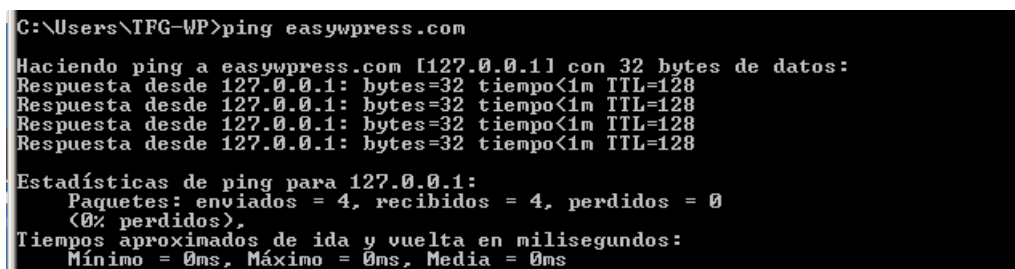 C:\Users\TFG-WP>ping easywpress.com
Haciendo ping a easywpress.com [127.0.0.1] con 32 bytes de datos:
Respuesta desde 127.0.0.1: bytes=32 tiempo<1m TTL=128
Respuesta desde 127.0.0.1: bytes=32 tiempo<1m TTL=128
Respuesta desde 127.0.0.1: bytes=32 tiempo<1m TTL=128
Respuesta desde 127.0.0.1: bytes=32 tiempo<1m TTL=128
Estadísticas de ping para 127.0.0.1:
Paquetes: enviados = 4, recibidos = 4, perdidos = 0
(0% perdidos),
Tiempos aproximados de ida y vuelta en milisegundos:
Mínimo = 0ms, Máximo = 0ms, Media = 0ms